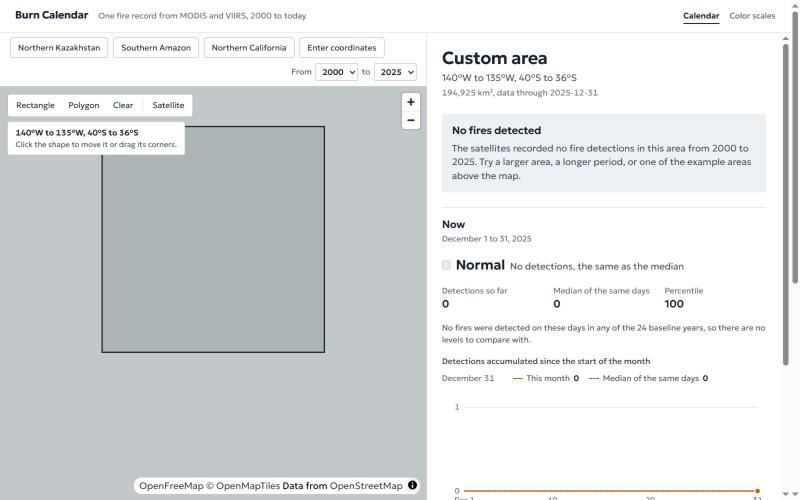 Burn Calendar One fire record from MODIS and VIIRS, 2000 to today
Calendar Color scales
Northern Kazakhstan Southern Amazon Northern California Enter coordinates
From 2000 to 2025
Rectangle Polygon Clear Satellite
140°W to 135°W, 40°S to 36°S
Click the shape to move it or drag its corners.
+
−
OpenFreeMap © OpenMapTiles Data from OpenStreetMap
Custom area
140°W to 135°W, 40°S to 36°S
194,925 km², data through 2025-12-31
No fires detected
The satellites recorded no fire detections in this area from 2000 to
2025. Try a larger area, a longer period, or one of the example areas
above the map.
Now
December 1 to 31, 2025
Normal No detections, the same as the median
Detections so far Median of the same days Percentile
0 0 100
No fires were detected on these days in any of the 24 baseline years, so there are no
levels to compare with.
Detections accumulated since the start of the month
December 31 This month 0 Median of the same days 0
1
0
Dec 1 10 20 31